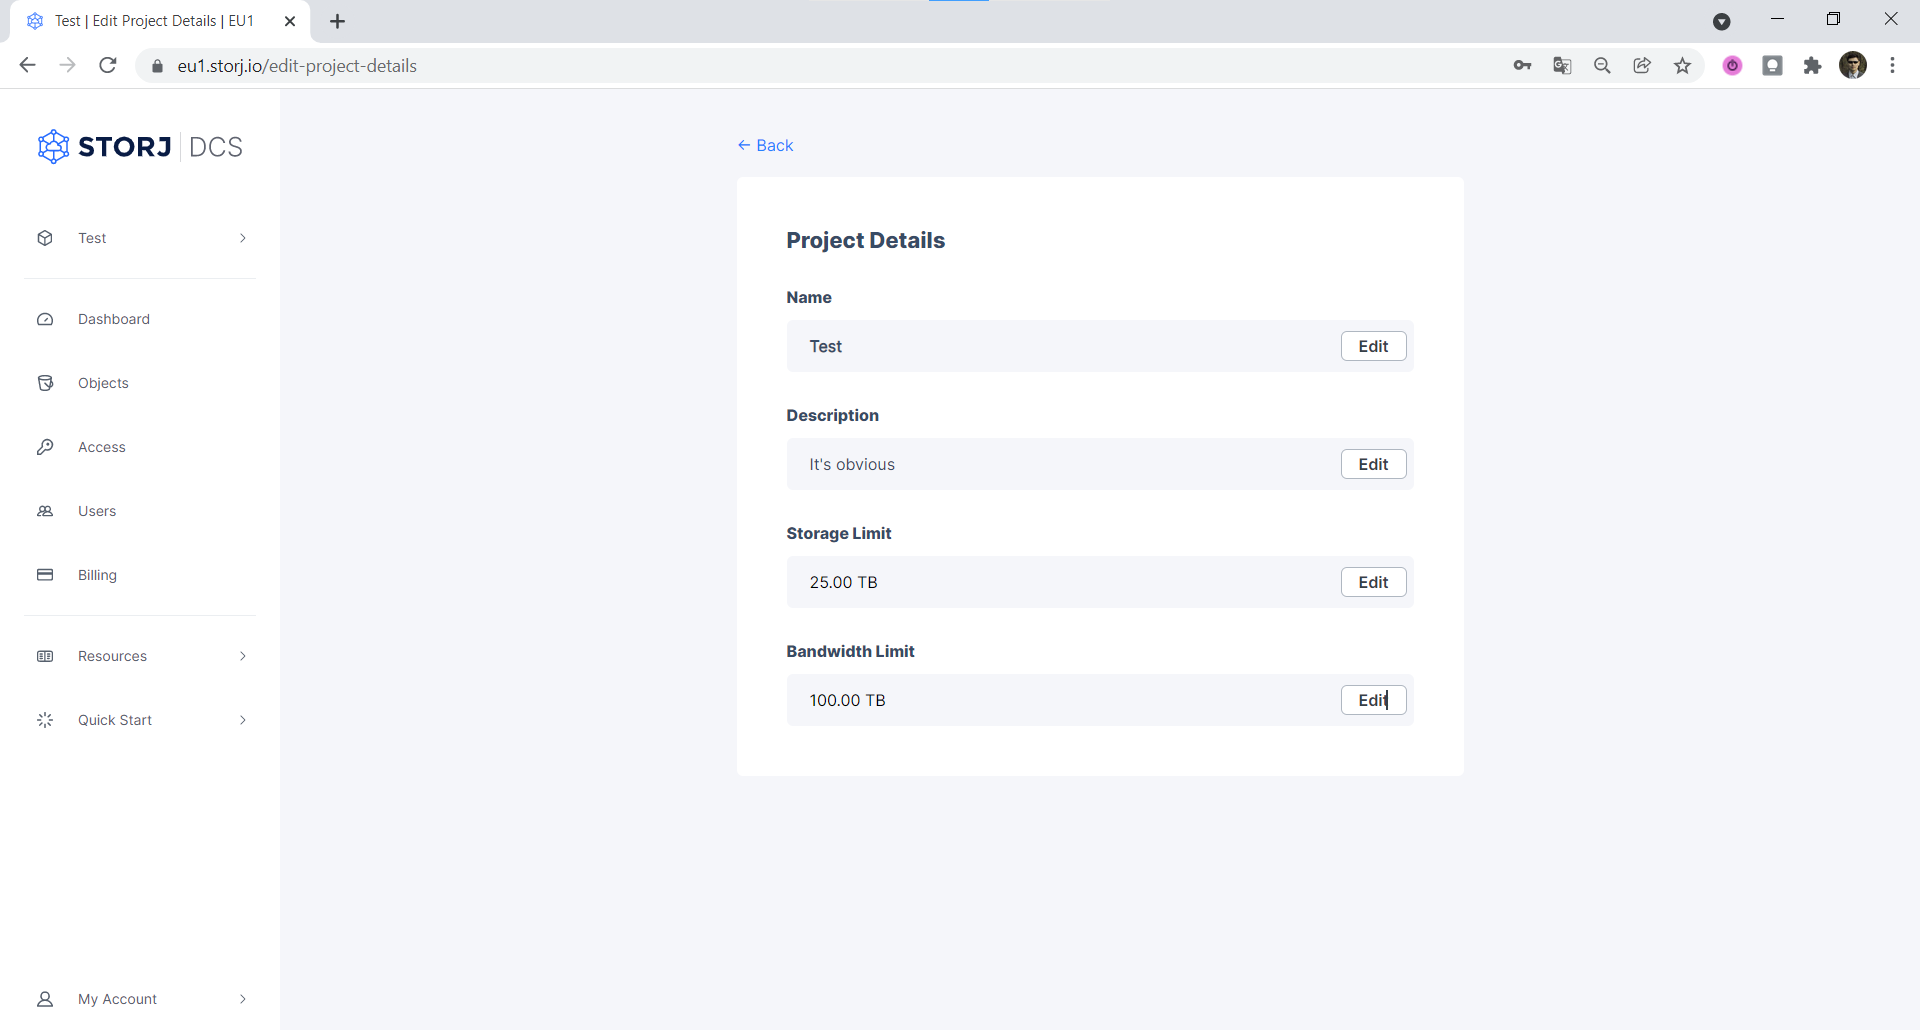 Test | Edit Project Details | EU1
eu1.storj.io/edit-project-details
STORJ | DCS
Test
Dashboard
Objects
Access
Users
Billing
Resources
Quick Start
My Account
← Back
Project Details
Name
Test Edit
Description
It's obvious Edit
Storage Limit
25.00 TB Edit
Bandwidth Limit
100.00 TB Edit